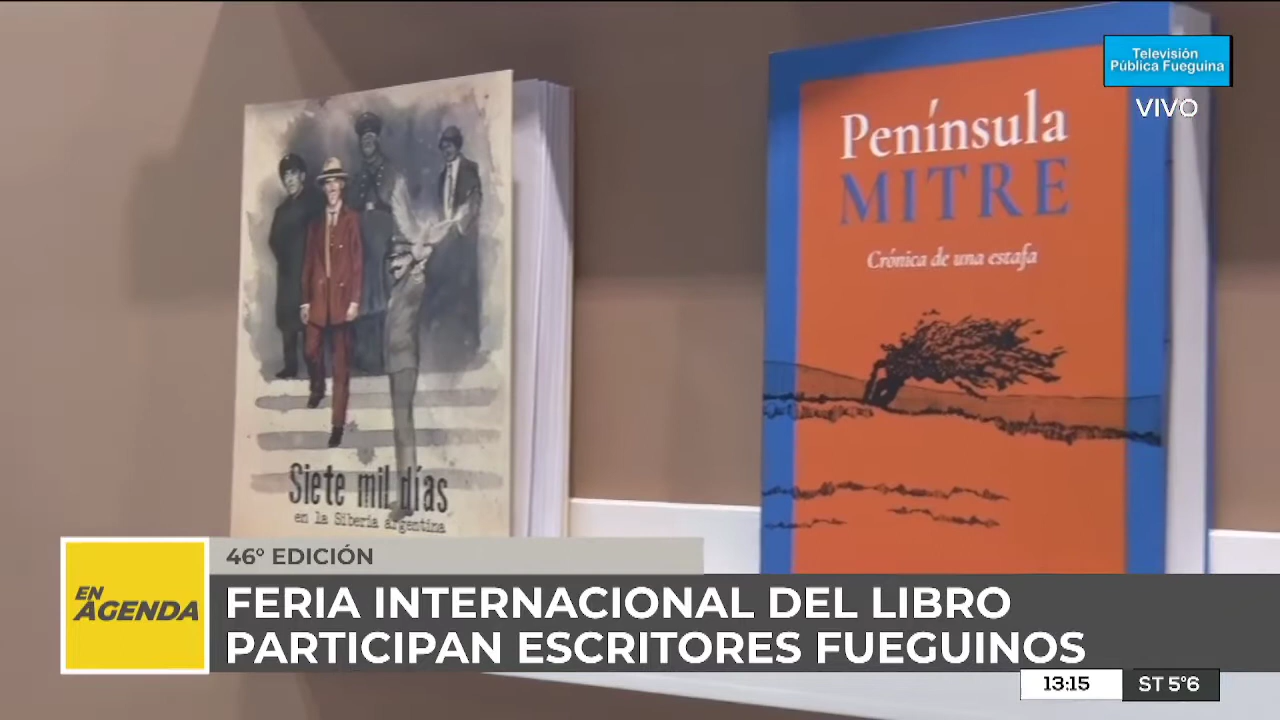 Televisión
Pública Fueguina
VIVO
Península
MITRE
Crónica de una estafa
Siete mil días
en la Siberia argentina
46° EDICIÓN
EN
AGENDA
FERIA INTERNACIONAL DEL LIBRO
PARTICIPAN ESCRITORES FUEGUINOS
13:15
ST 5°6